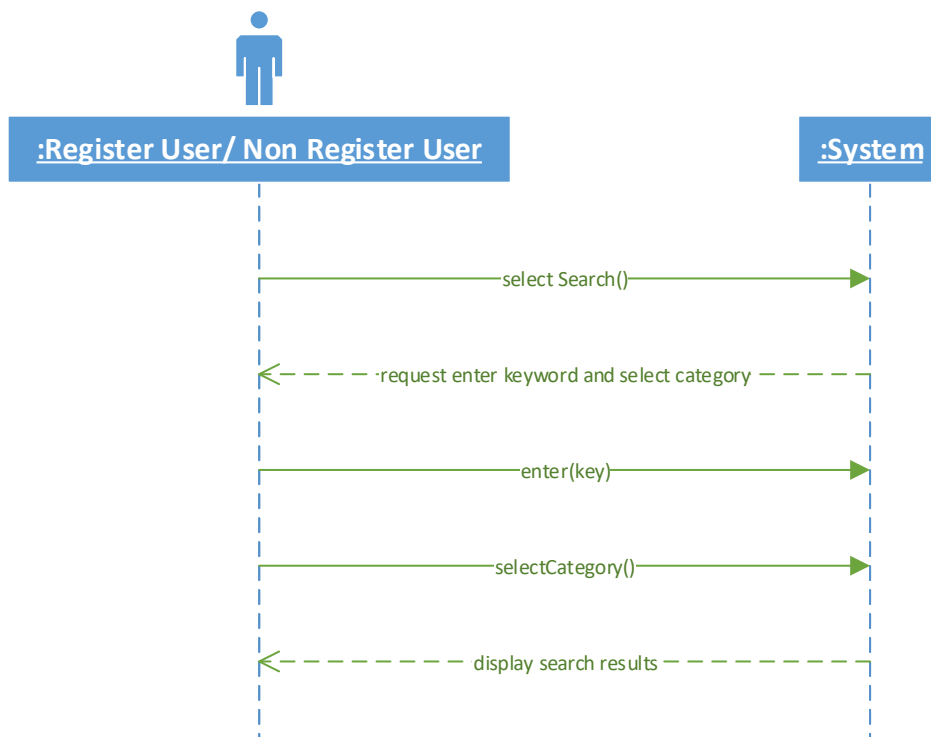 :Register User/ Non Register User
:System
select Search()
request enter keyword and select category
enter(key)
selectCategory()
display search results